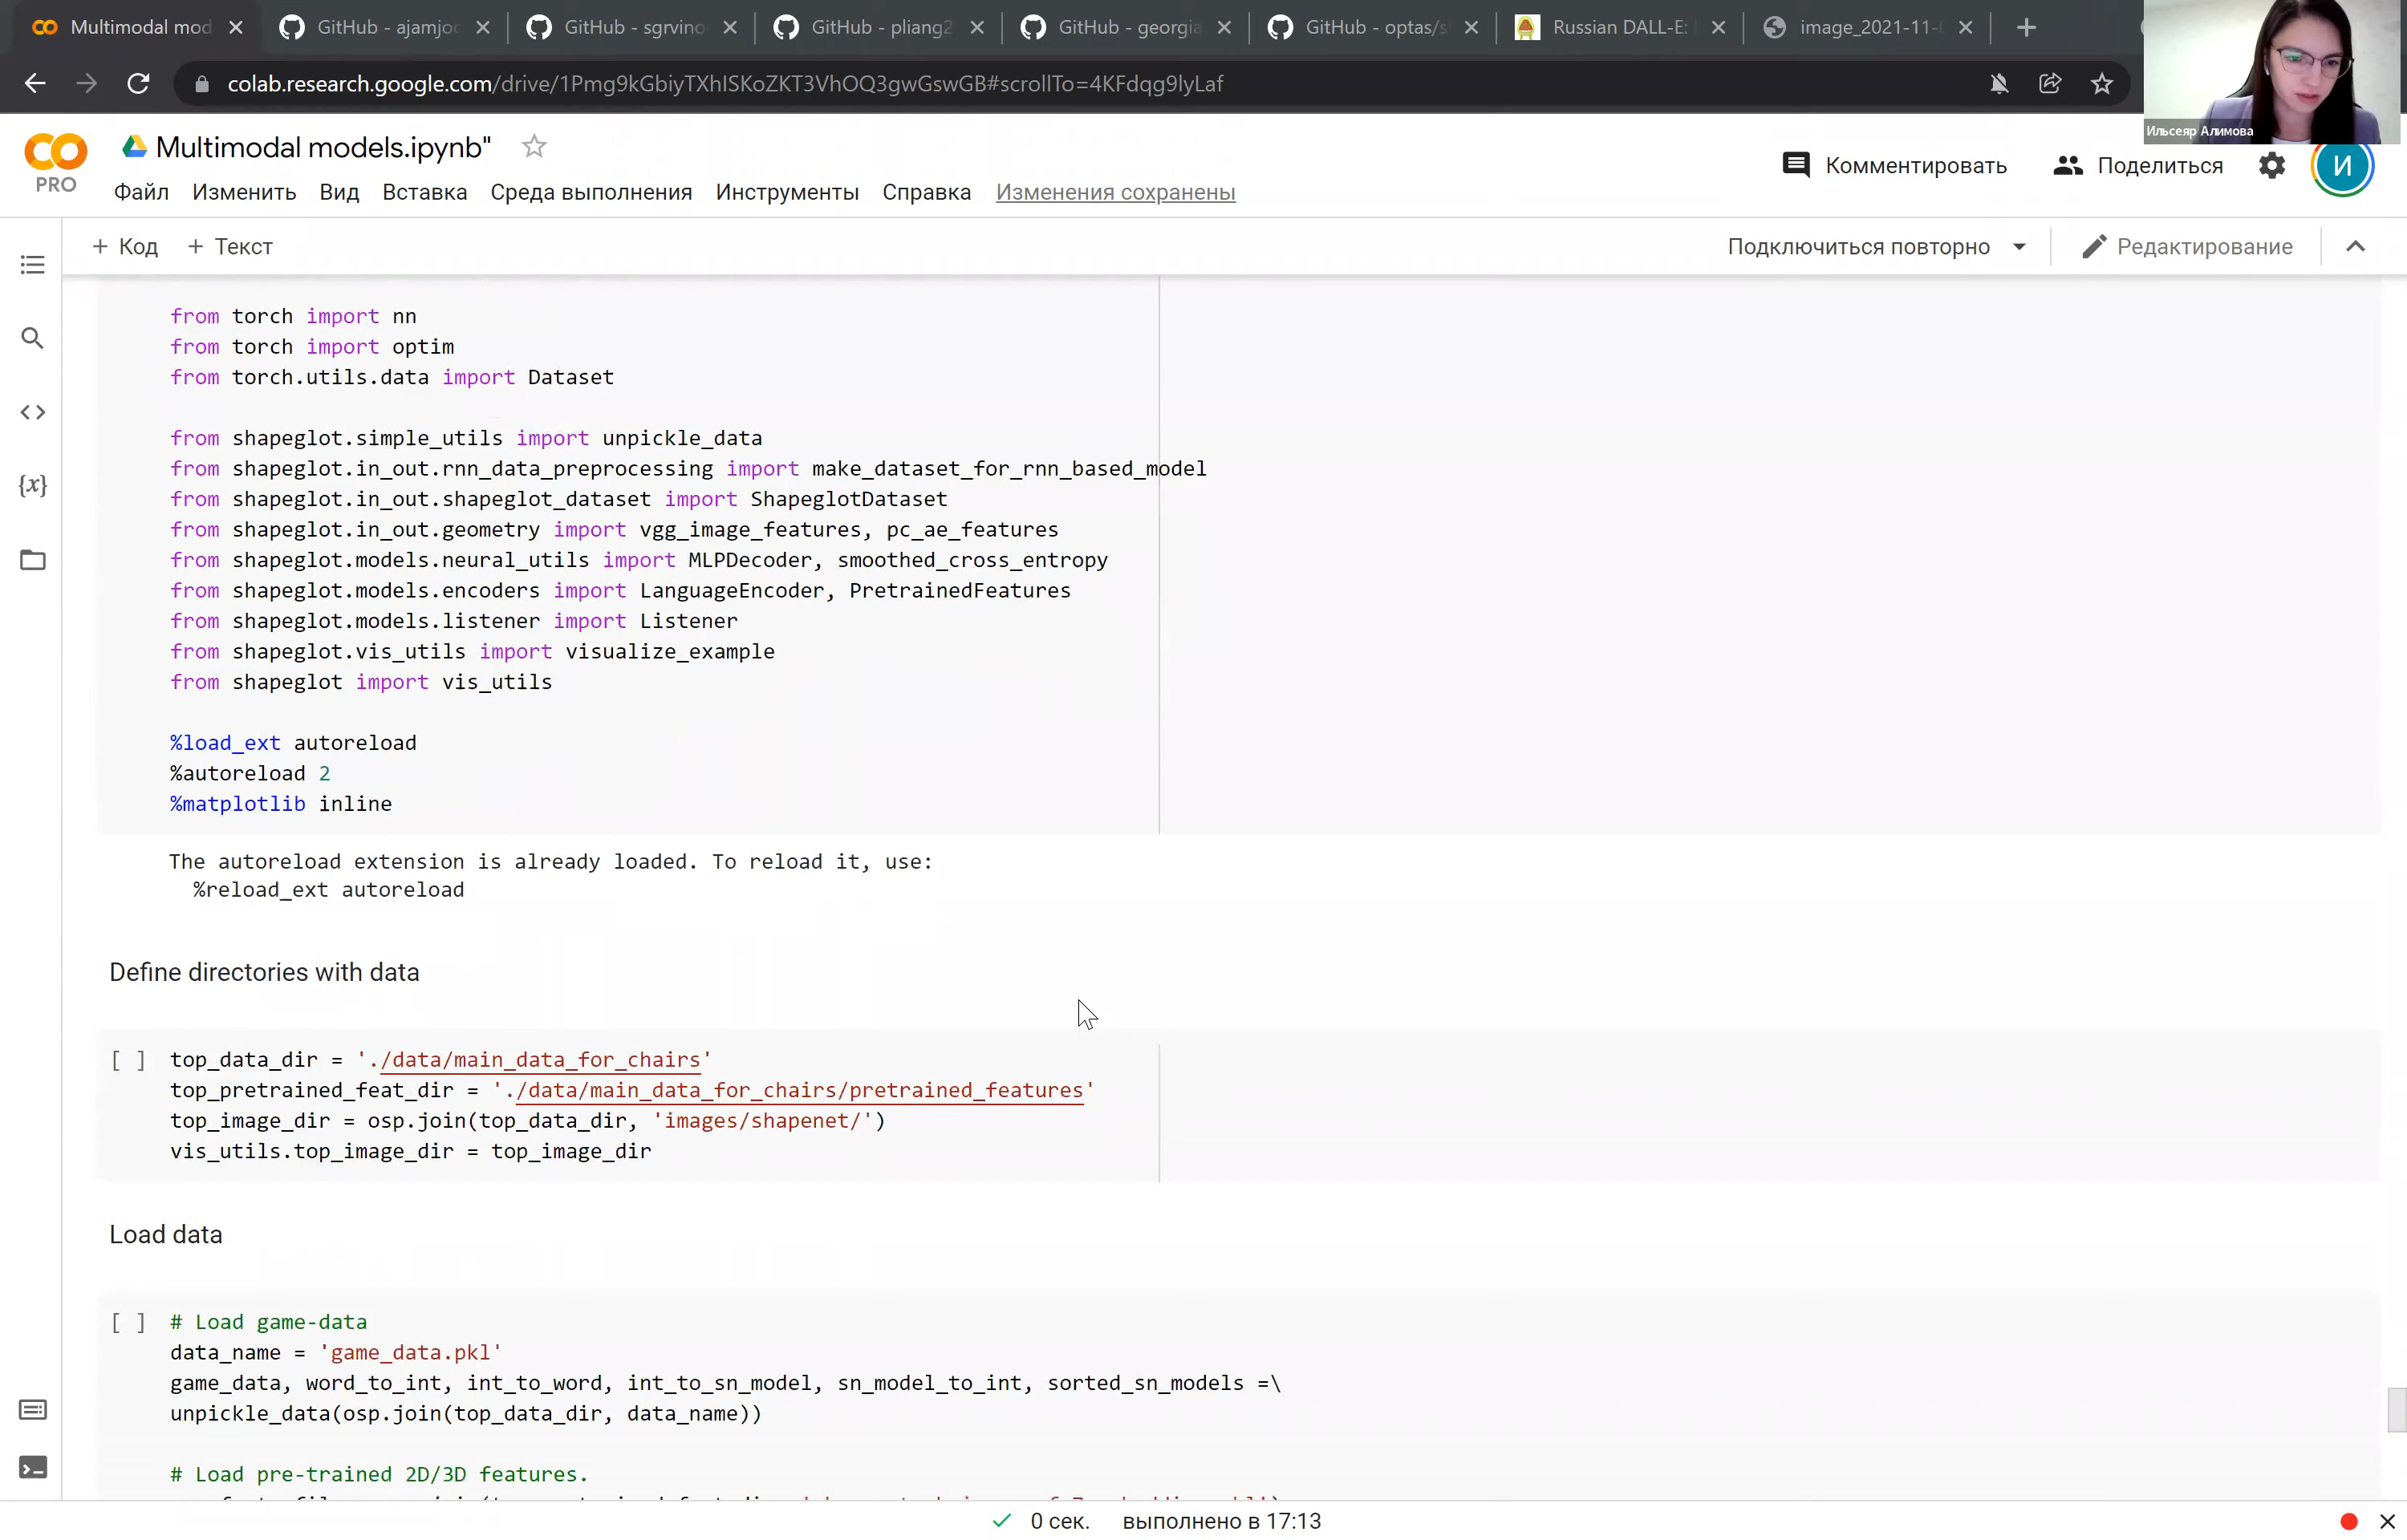 Multimodal mod
GitHub - ajamjoo
GitHub - sgrvino
GitHub - pliang2
GitHub - georgia
GitHub - optas/s
Russian DALL-E:
image_2021-11-
colab.research.google.com/drive/1Pmg9kGbiyTXhISKoZKT3VhOQ3gwGswGB#scrollTo=4KFdqg9lyLaf
Ильсеяр Алимова
PRO
Multimodal models.ipynb"
Комментировать
Поделиться
И
Файл Изменить Вид Вставка Среда выполнения Инструменты Справка Изменения сохранены
+ Код + Текст
Подключиться повторно
Редактирование
from torch import nn
from torch import optim
from torch.utils.data import Dataset
from shapeglot.simple_utils import unpickle_data
from shapeglot.in_out.rnn_data_preprocessing import make_dataset_for_rnn_based_model
from shapeglot.in_out.shapeglot_dataset import ShapeglotDataset
from shapeglot.in_out.geometry import vgg_image_features, pc_ae_features
from shapeglot.models.neural_utils import MLPDecoder, smoothed_cross_entropy
from shapeglot.models.encoders import LanguageEncoder, PretrainedFeatures
from shapeglot.models.listener import Listener
from shapeglot.vis_utils import visualize_example
from shapeglot import vis_utils
%load_ext autoreload
%autoreload 2
%matplotlib inline
The autoreload extension is already loaded. To reload it, use:
%reload_ext autoreload
Define directories with data
[ ] top_data_dir = './data/main_data_for_chairs'
top_pretrained_feat_dir = './data/main_data_for_chairs/pretrained_features'
top_image_dir = osp.join(top_data_dir, 'images/shapenet/')
vis_utils.top_image_dir = top_image_dir
Load data
[ ] # Load game-data
data_name = 'game_data.pkl'
game_data, word_to_int, int_to_word, int_to_sn_model, sn_model_to_int, sorted_sn_models =\
unpickle_data(osp.join(top_data_dir, data_name))
# Load pre-trained 2D/3D features.
0 сек. выполнено в 17:13